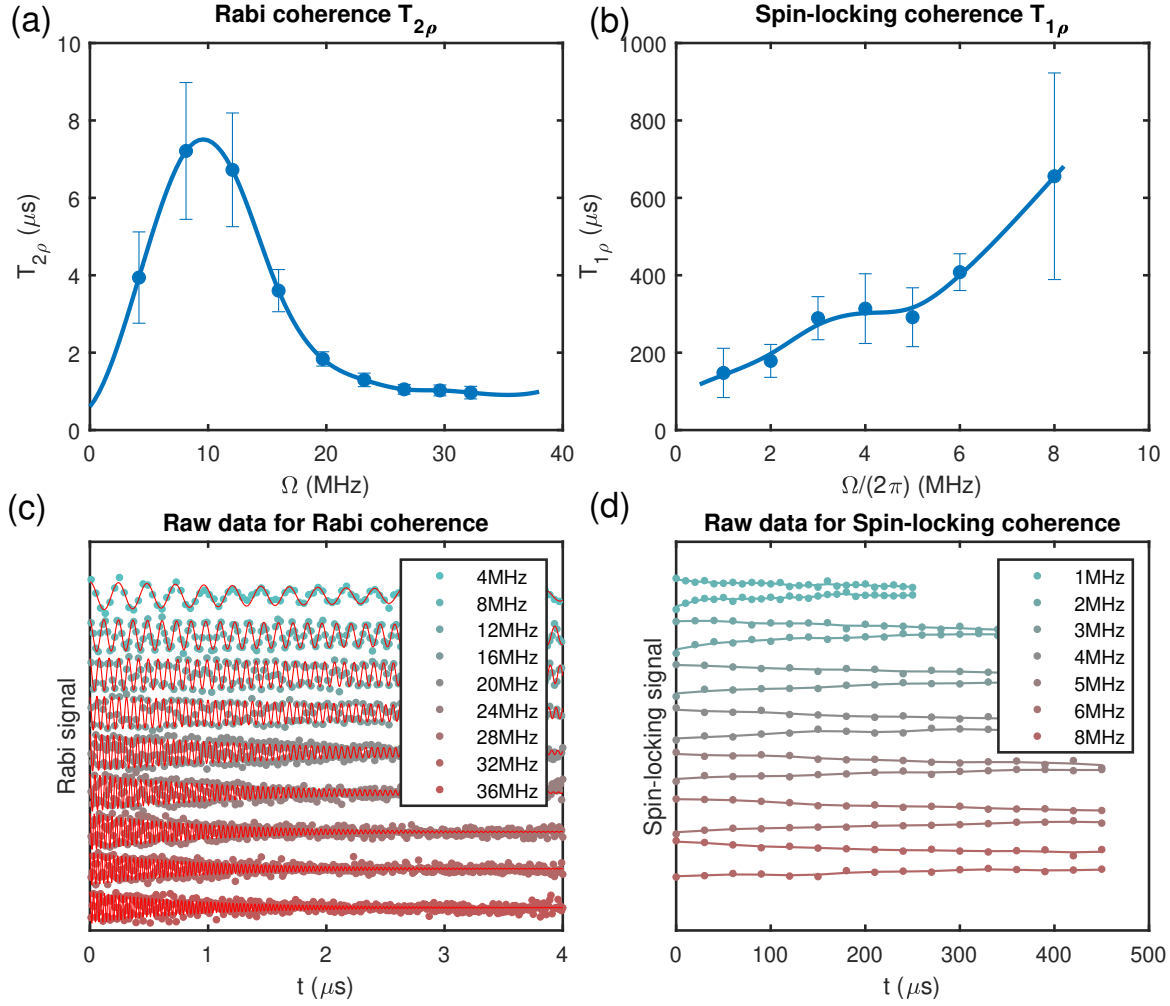 (a)
Rabi coherence T2ρ
10
8
6
4
2
0
T2ρ (μs)
0 10 20 30 40
Ω (MHz)
(b)
Spin-locking coherence T1ρ
1000
800
600
400
200
0
T1ρ (μs)
0 2 4 6 8 10
Ω/(2π) (MHz)
(c)
Raw data for Rabi coherence
Rabi signal
4MHz
8MHz
12MHz
16MHz
20MHz
24MHz
28MHz
32MHz
36MHz
0 1 2 3 4
t (μs)
(d)
Raw data for Spin-locking coherence
Spin-locking signal
1MHz
2MHz
3MHz
4MHz
5MHz
6MHz
8MHz
0 100 200 300 400 500
t (μs)